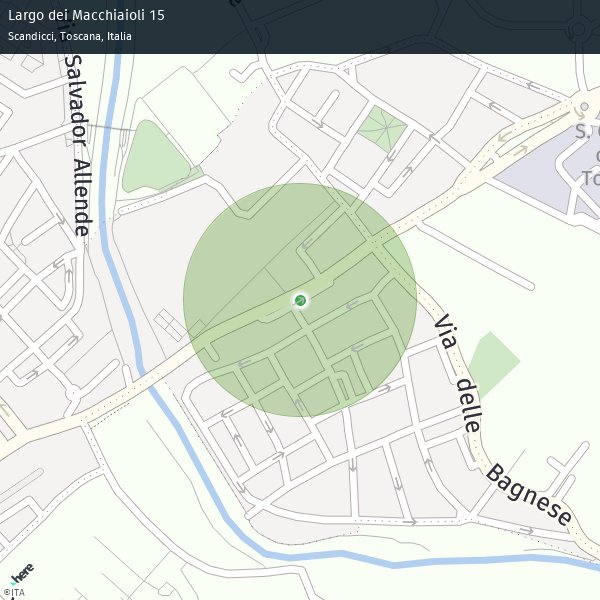 Largo dei Macchiaioli 15
Scandicci, Toscana, Italia
Salvador Allende
S.
Via delle Bagnese
here
©ITA